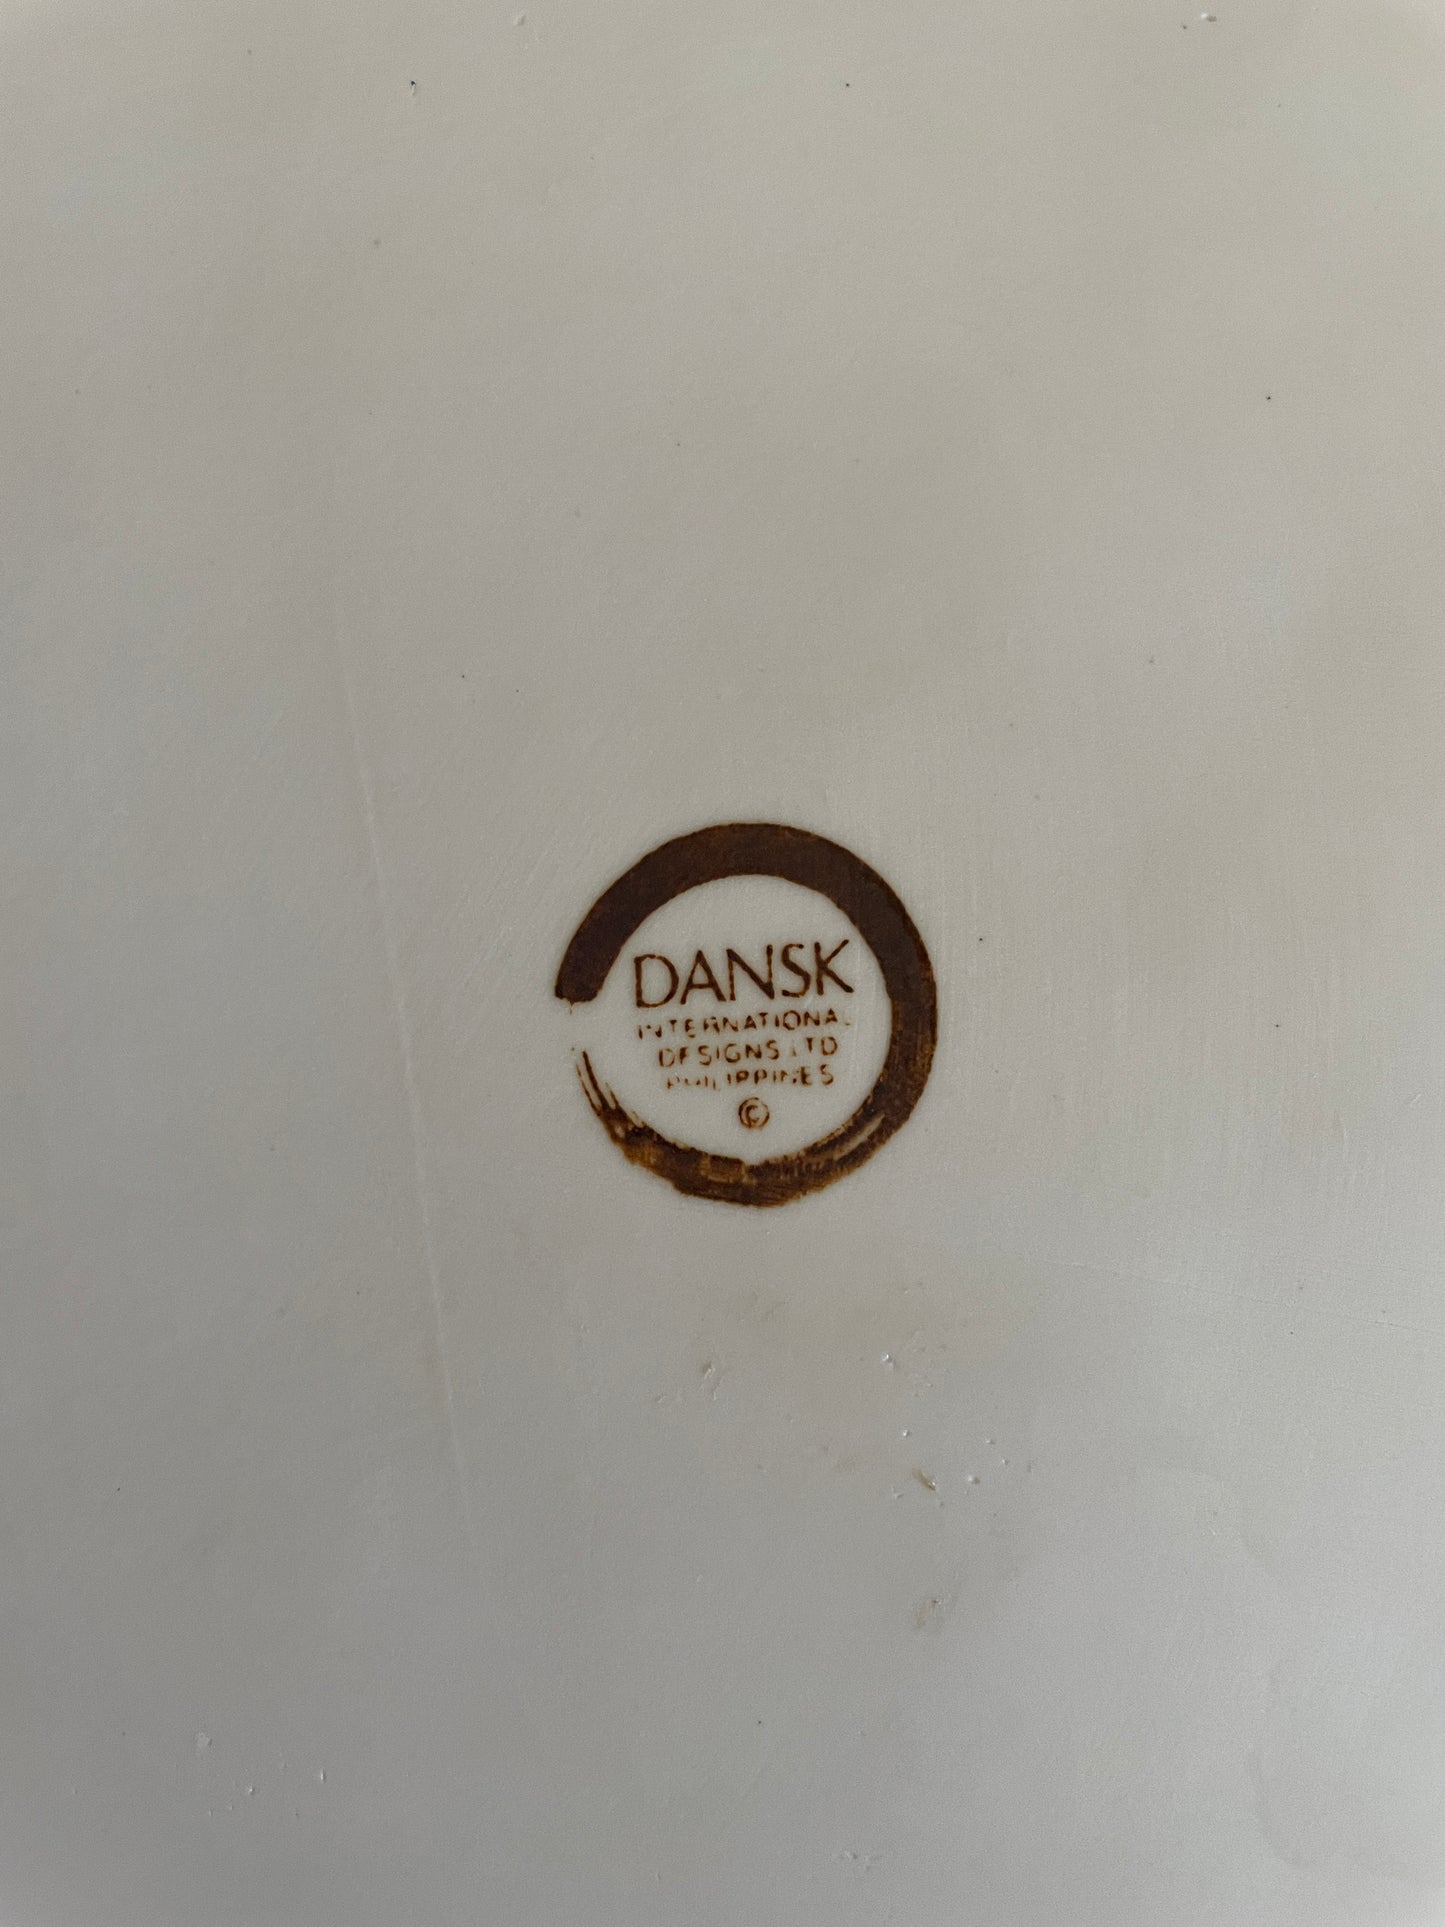 DANSK
INTERNATIONAL
DESIGNS LTD
PHILIPPINES
©